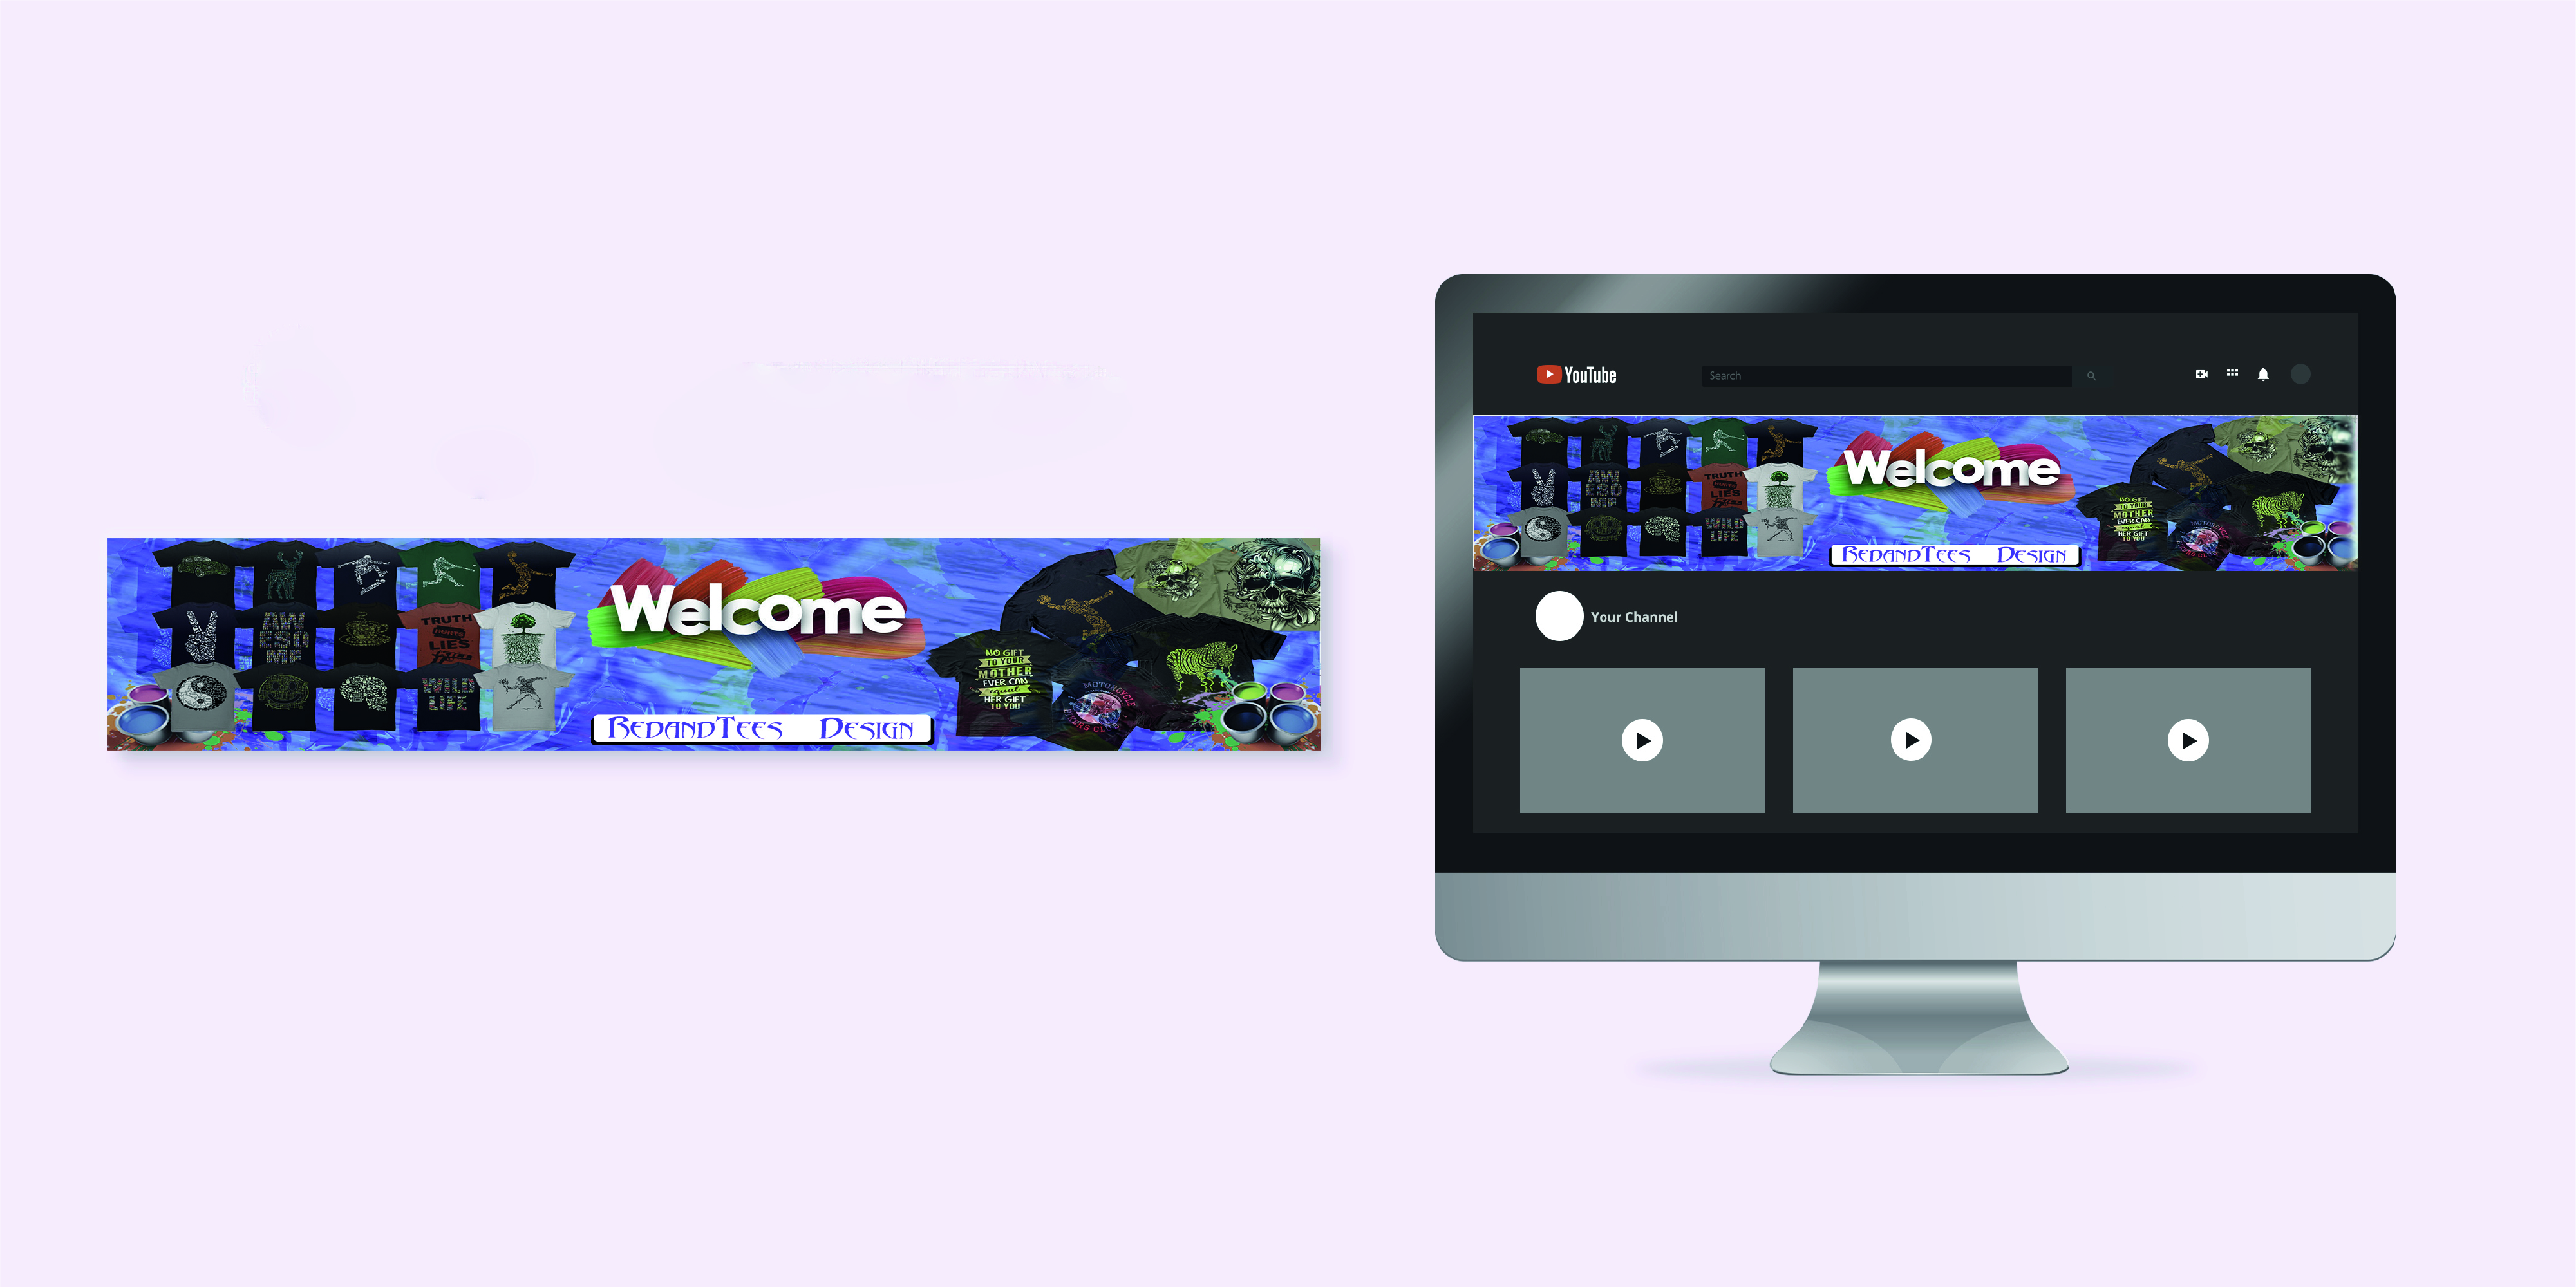 AW
ESO
ME
TRUTH
HURTS
LIES
WILD
LIFE
Welcome
REDANDTEES DESIGN
NO GIFT
TO YOUR
MOTHER
EVER CAN
equal
HER GIFT
TO YOU
MOTORCYCLE
YouTube
Search
AW
ESO
ME
TRUTH
LIES
WILD
LIFE
Welcome
REDANDTEES DESIGN
NO GIFT
TO YOUR
MOTHER
EVER CAN
equal
HER GIFT
TO YOU
MOTORCYCLE
Your Channel